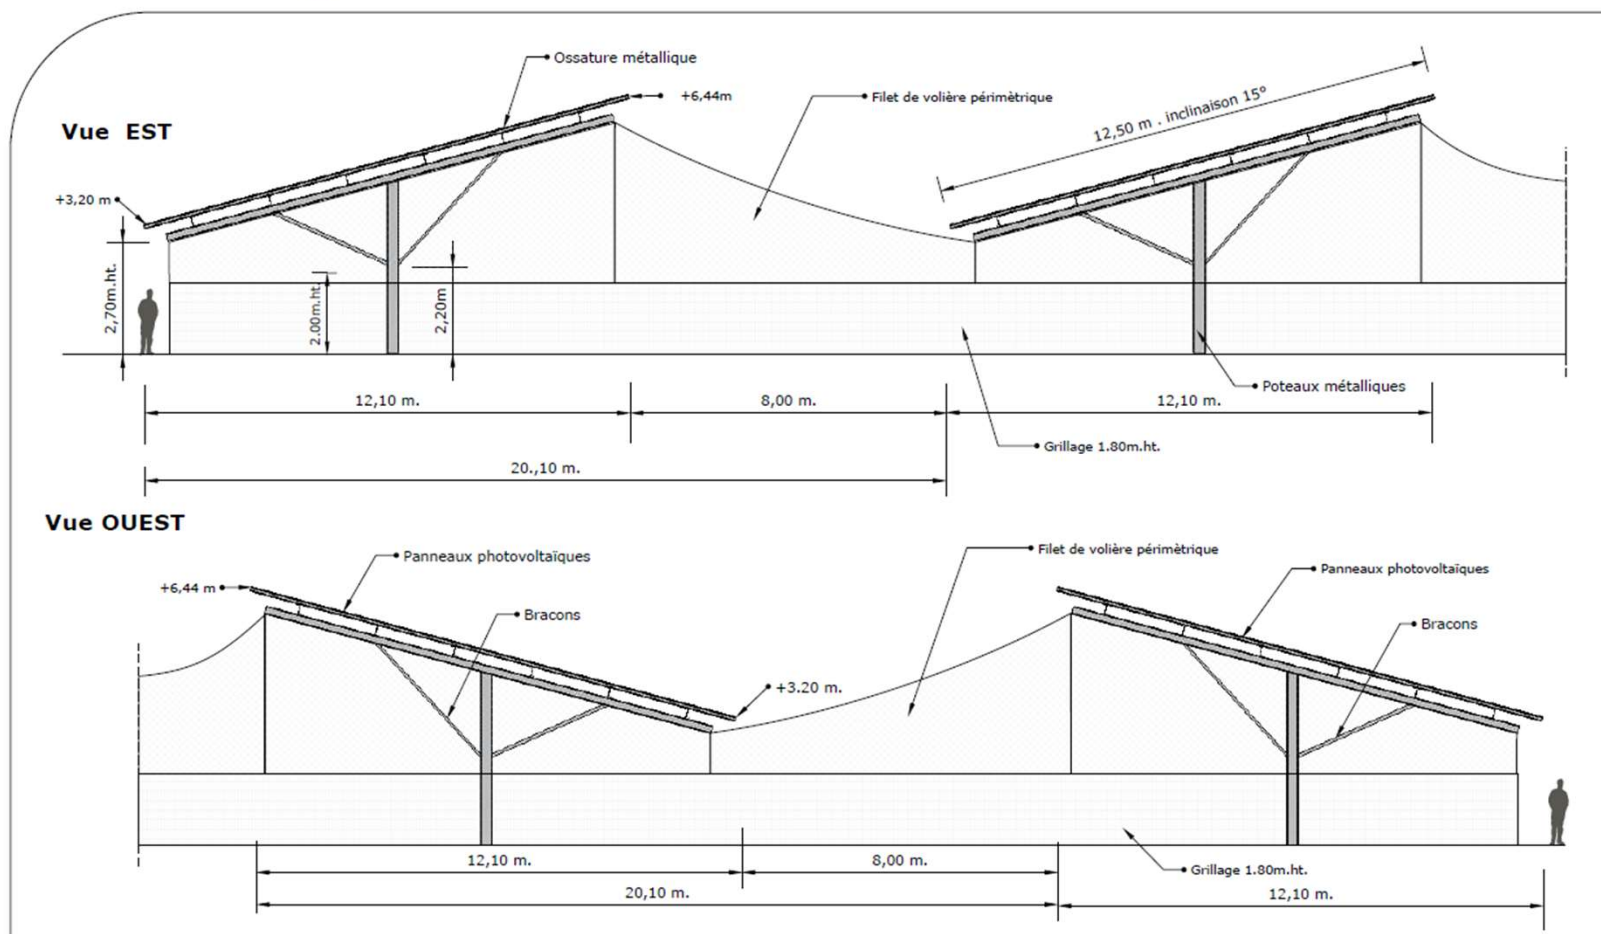 Ossature métallique
+6,44m
Filet de volière périmètrique
12,50 m . inclinaison 15°
Vue EST
+3,20 m
2,70m.ht.
2.00m.ht.
2,20m
Poteaux métalliques
12,10 m.
8,00 m.
12,10 m.
Grillage 1.80m.ht.
20.,10 m.
Vue OUEST
Panneaux photovoltaïques
Filet de volière périmètrique
Panneaux photovoltaïques
+6,44 m
Bracons
Bracons
+3.20 m.
12,10 m.
8,00 m.
Grillage 1.80m.ht.
20,10 m.
12,10 m.